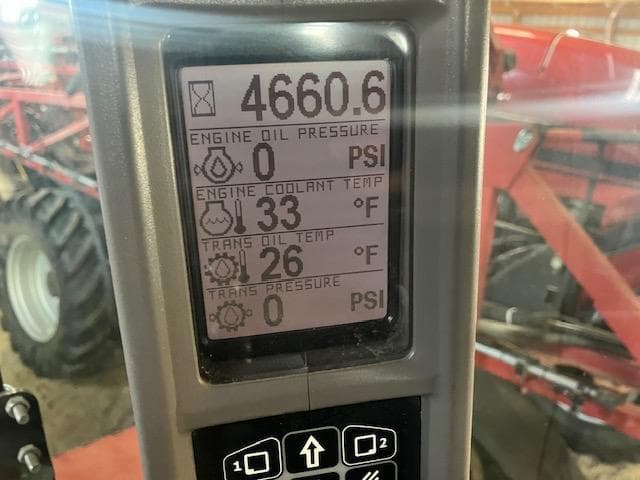 4660.6
ENGINE OIL PRESSURE
0 PSI
ENGINE COOLANT TEMP
33 °F
TRANS OIL TEMP
26 °F
TRANS PRESSURE
0 PSI
1 2